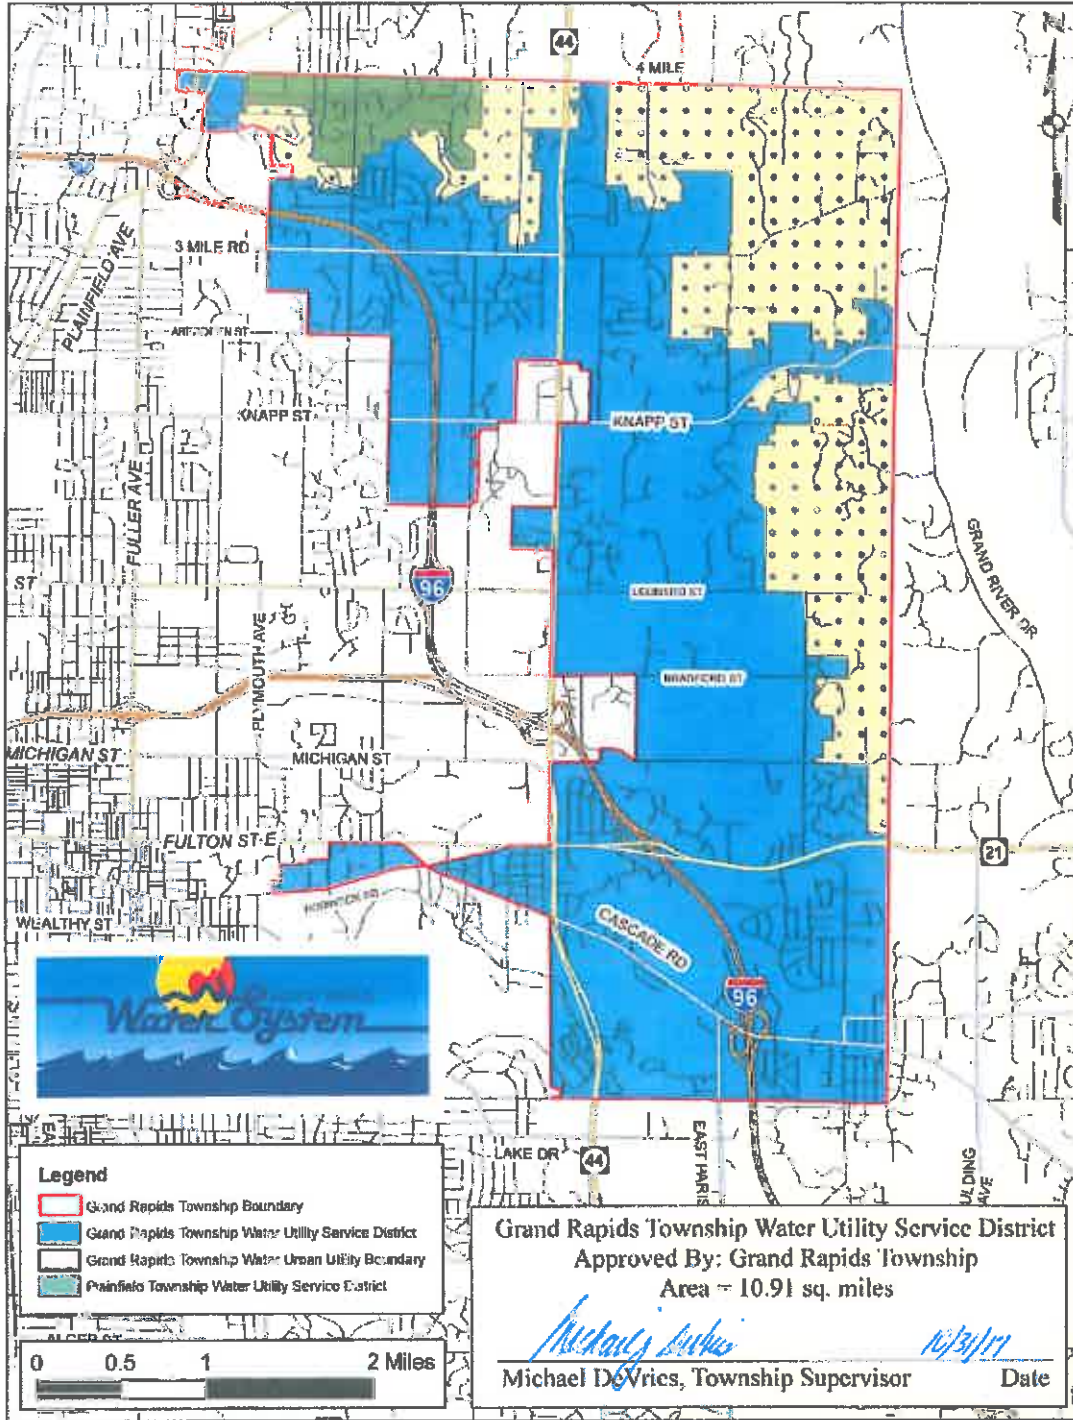 44
4 MILE
3 MILE RD
PLAINFIELD AVE
KNAPP ST
KNAPP ST
FULLER AVE
GRAND RIVER DR
ST
96
PLYMOUTH AVE
BRADFORD ST
MICHIGAN ST
MICHIGAN ST
FULTON ST E
21
WEALTHY ST
CASCADE RD
96
Water System
LAKE DR
44
EAST HARIS
ULDING
AVE
Legend
Grand Rapids Township Boundary
Grand Rapids Township Water Utility Service District
Grand Rapids Township Water Urban Utility Boundary
Plainfield Township Water Utility Service District
ALGER ST
0 0.5 1 2 Miles
Grand Rapids Township Water Utility Service District
Approved By: Grand Rapids Township
Area = 10.91 sq. miles
10/31/17
Michael DeVries, Township Supervisor Date